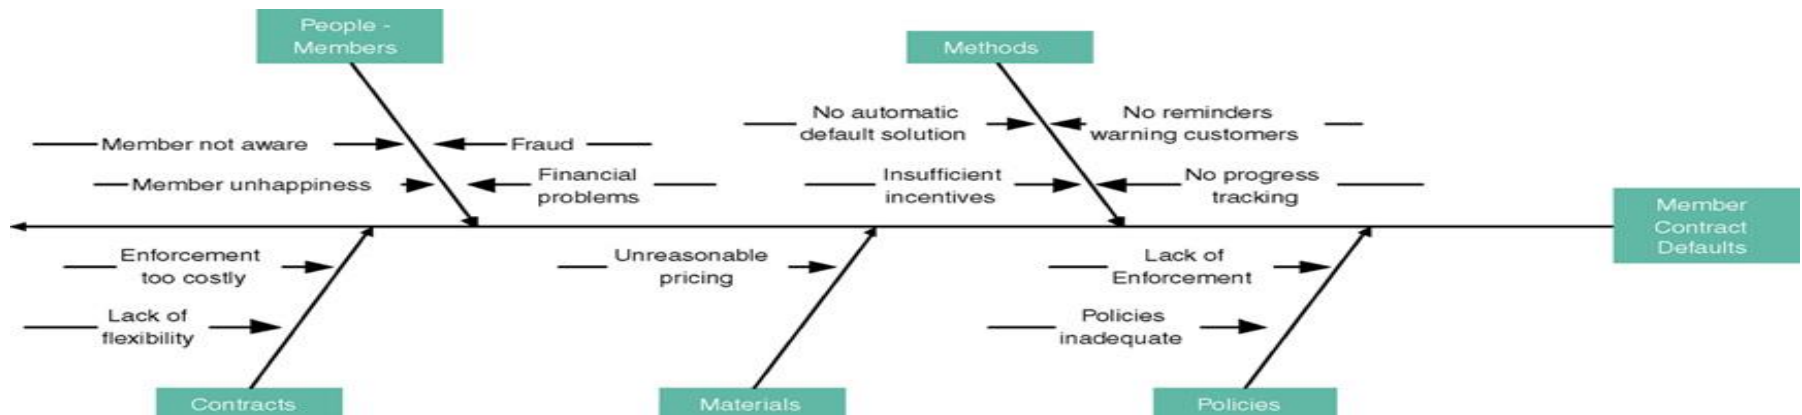 People -
Members
Methods
No automatic
default solution
No reminders
warning customers
Member not aware
Fraud
Member unhappiness
Financial
problems
Insufficient
incentives
No progress
tracking
Member
Contract
Defaults
Enforcement
too costly
Unreasonable
pricing
Lack of
Enforcement
Lack of
flexibility
Policies
inadequate
Contracts
Materials
Policies